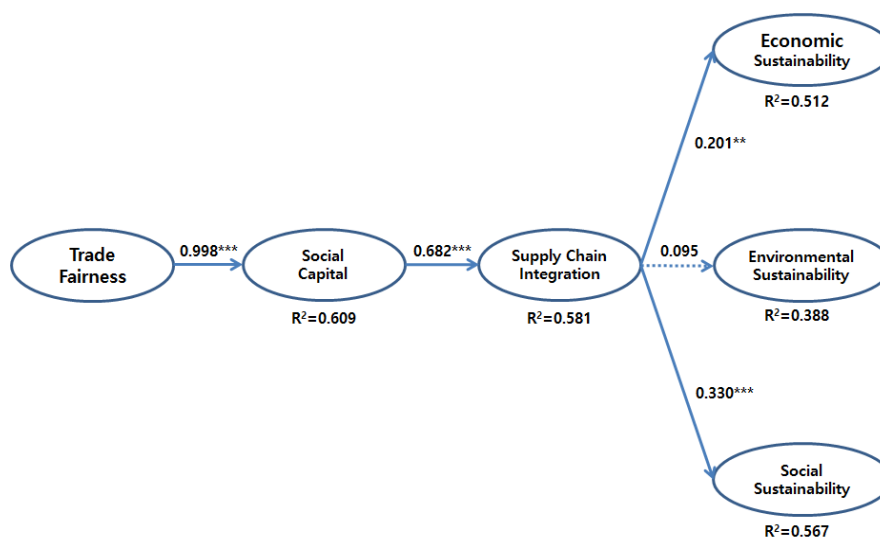 Economic
Sustainability
R²=0.512
0.201**
Trade
Fairness
0.998***
Social
Capital
R²=0.609
0.682***
Supply Chain
Integration
R²=0.581
0.095
Environmental
Sustainability
R²=0.388
0.330***
Social
Sustainability
R²=0.567